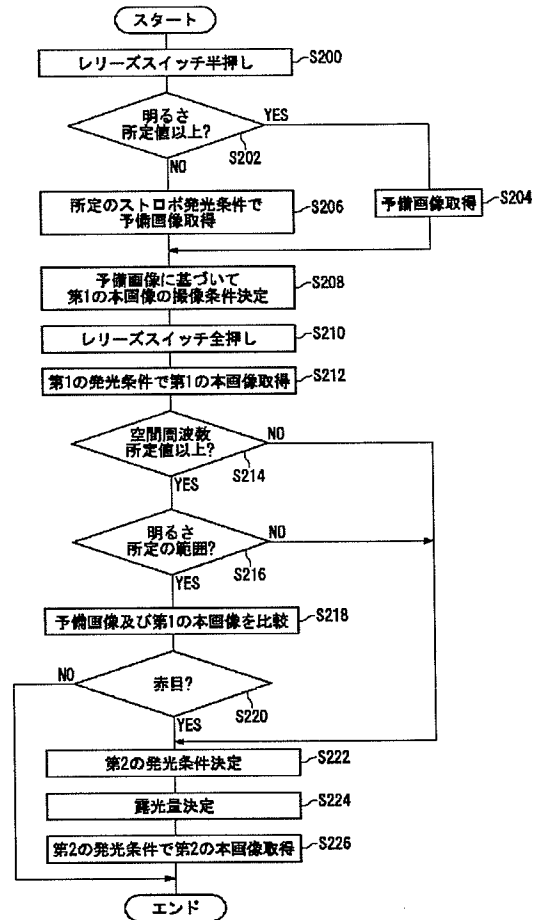 スタート
レリーズスイッチ半押し
S200
明るさ
所定値以上?
YES
S202
NO
所定のストロボ発光条件で
予備画像取得
S206
予備画像取得
S204
予備画像に基づいて
第1の本画像の撮像条件決定
S208
レリーズスイッチ全押し
S210
第1の発光条件で第1の本画像取得
S212
空間周波数
所定値以上?
NO
S214
YES
明るさ
所定の範囲?
NO
S216
YES
予備画像及び第1の本画像を比較
S218
NO
赤目?
S220
YES
第2の発光条件決定
S222
露光量決定
S224
第2の発光条件で第2の本画像取得
S226
エンド